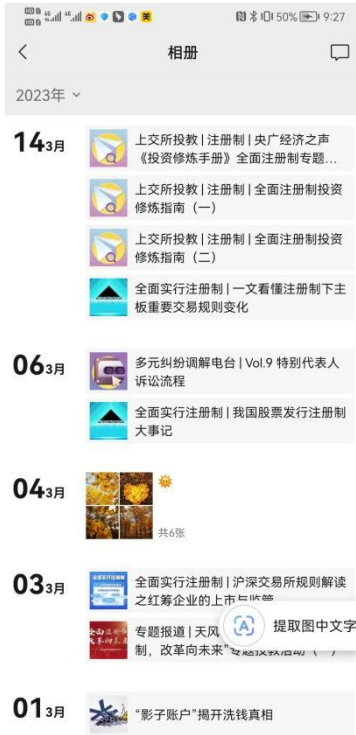 50% 9:27
相册
2023年
14 3月
上交所投教 | 注册制 | 央广经济之声
《投资修炼手册》全面注册制专题...
上交所投教 | 注册制 | 全面注册制投资
修炼指南（一）
上交所投教 | 注册制 | 全面注册制投资
修炼指南（二）
全面实行注册制 | 一文看懂注册制下主
板重要交易规则变化
06 3月
多元纠纷调解电台 | Vol.9 特别代表人
诉讼流程
全面实行注册制 | 我国股票发行注册制
大事记
04 3月
共6张
03 3月
全面实行注册制 | 沪深交易所规则解读
之红筹企业的上市与监管
专题报道 | 天风
制，改革向未来”专题投教活动（一）
提取图中文字
01 3月
“影子账户”揭开洗钱真相